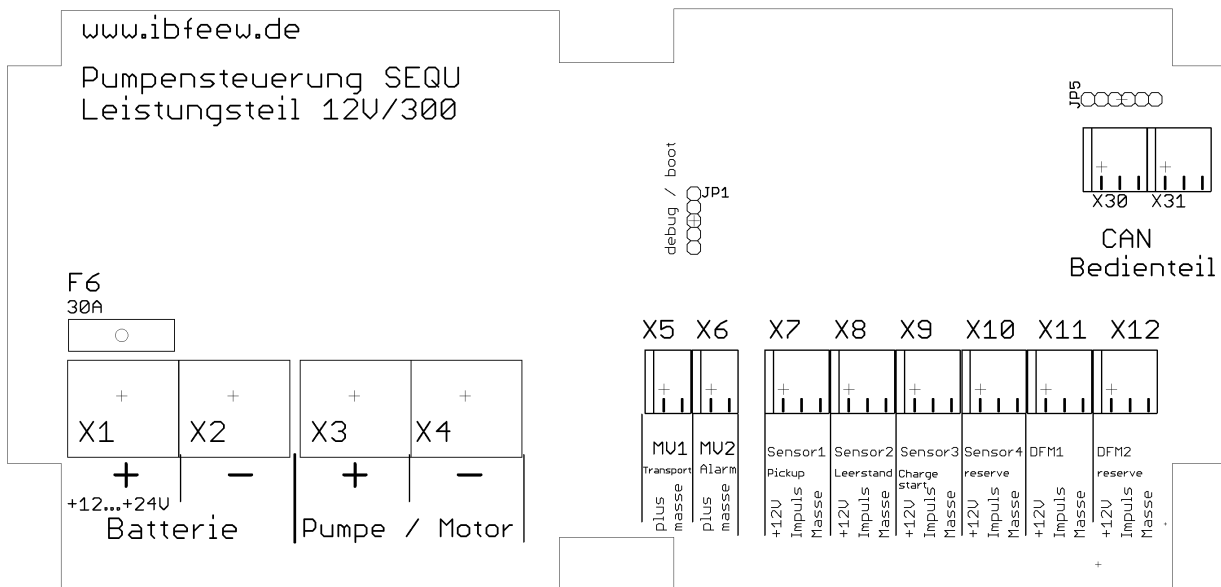 www.ibfeew.de
Pumpensteuerung SEQU
Leistungsteil 12V/300
JP5
debug / boot
JP1
X30 X31
CAN
Bedienteil
F6
30A
X5 X6 X7 X8 X9 X10 X11 X12
X1 X2 X3 X4
+ − + −
+12...+24V
Batterie Pumpe / Motor
MV1 MV2 Sensor1 Sensor2 Sensor3 Sensor4 DFM1 DFM2
Transport Alarm Pickup Leerstand Charge start reserve reserve
plus masse plus masse
+12V Impuls Masse +12V Impuls Masse +12V Impuls Masse +12V Impuls Masse +12V Impuls Masse +12V Impuls Masse